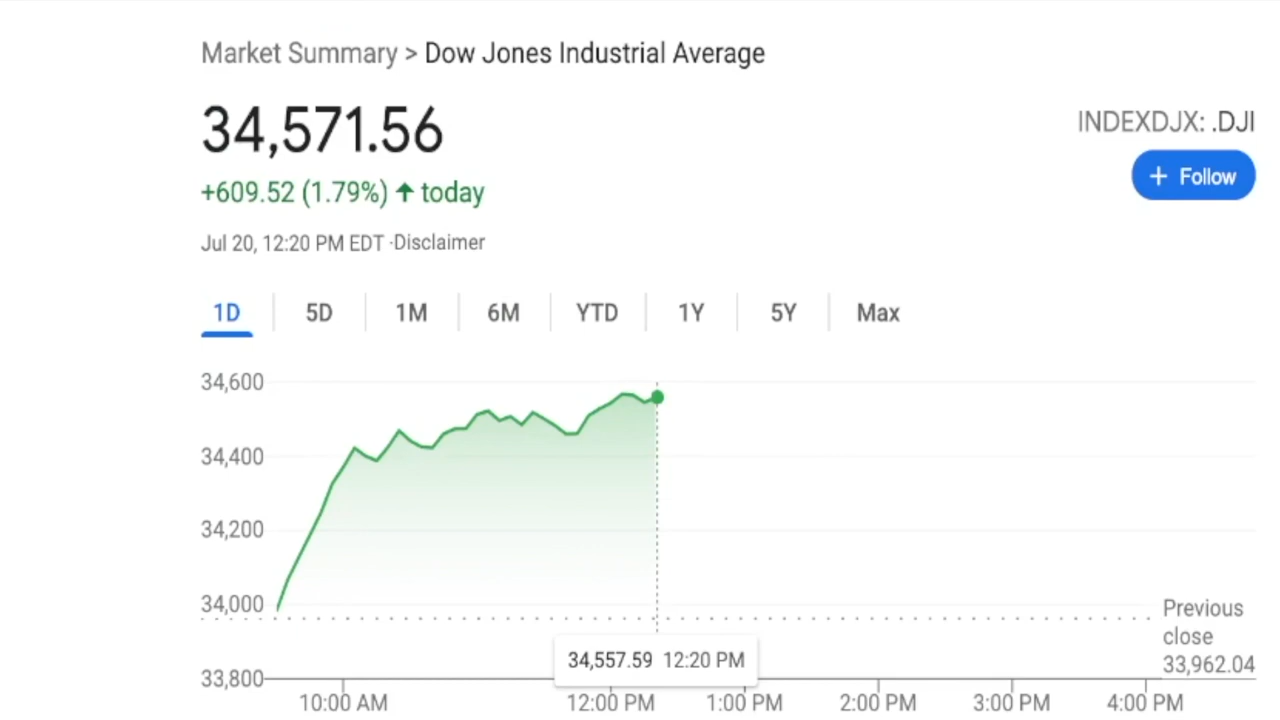 Market Summary > Dow Jones Industrial Average
34,571.56
INDEXDJX: .DJI
+ Follow
+609.52 (1.79%) ↑ today
Jul 20, 12:20 PM EDT ·Disclaimer
1D 5D 1M 6M YTD 1Y 5Y Max
34,600
34,400
34,200
34,000
Previous
close
33,962.04
34,557.59 12:20 PM
33,800
10:00 AM 12:00 PM 1:00 PM 2:00 PM 3:00 PM 4:00 PM